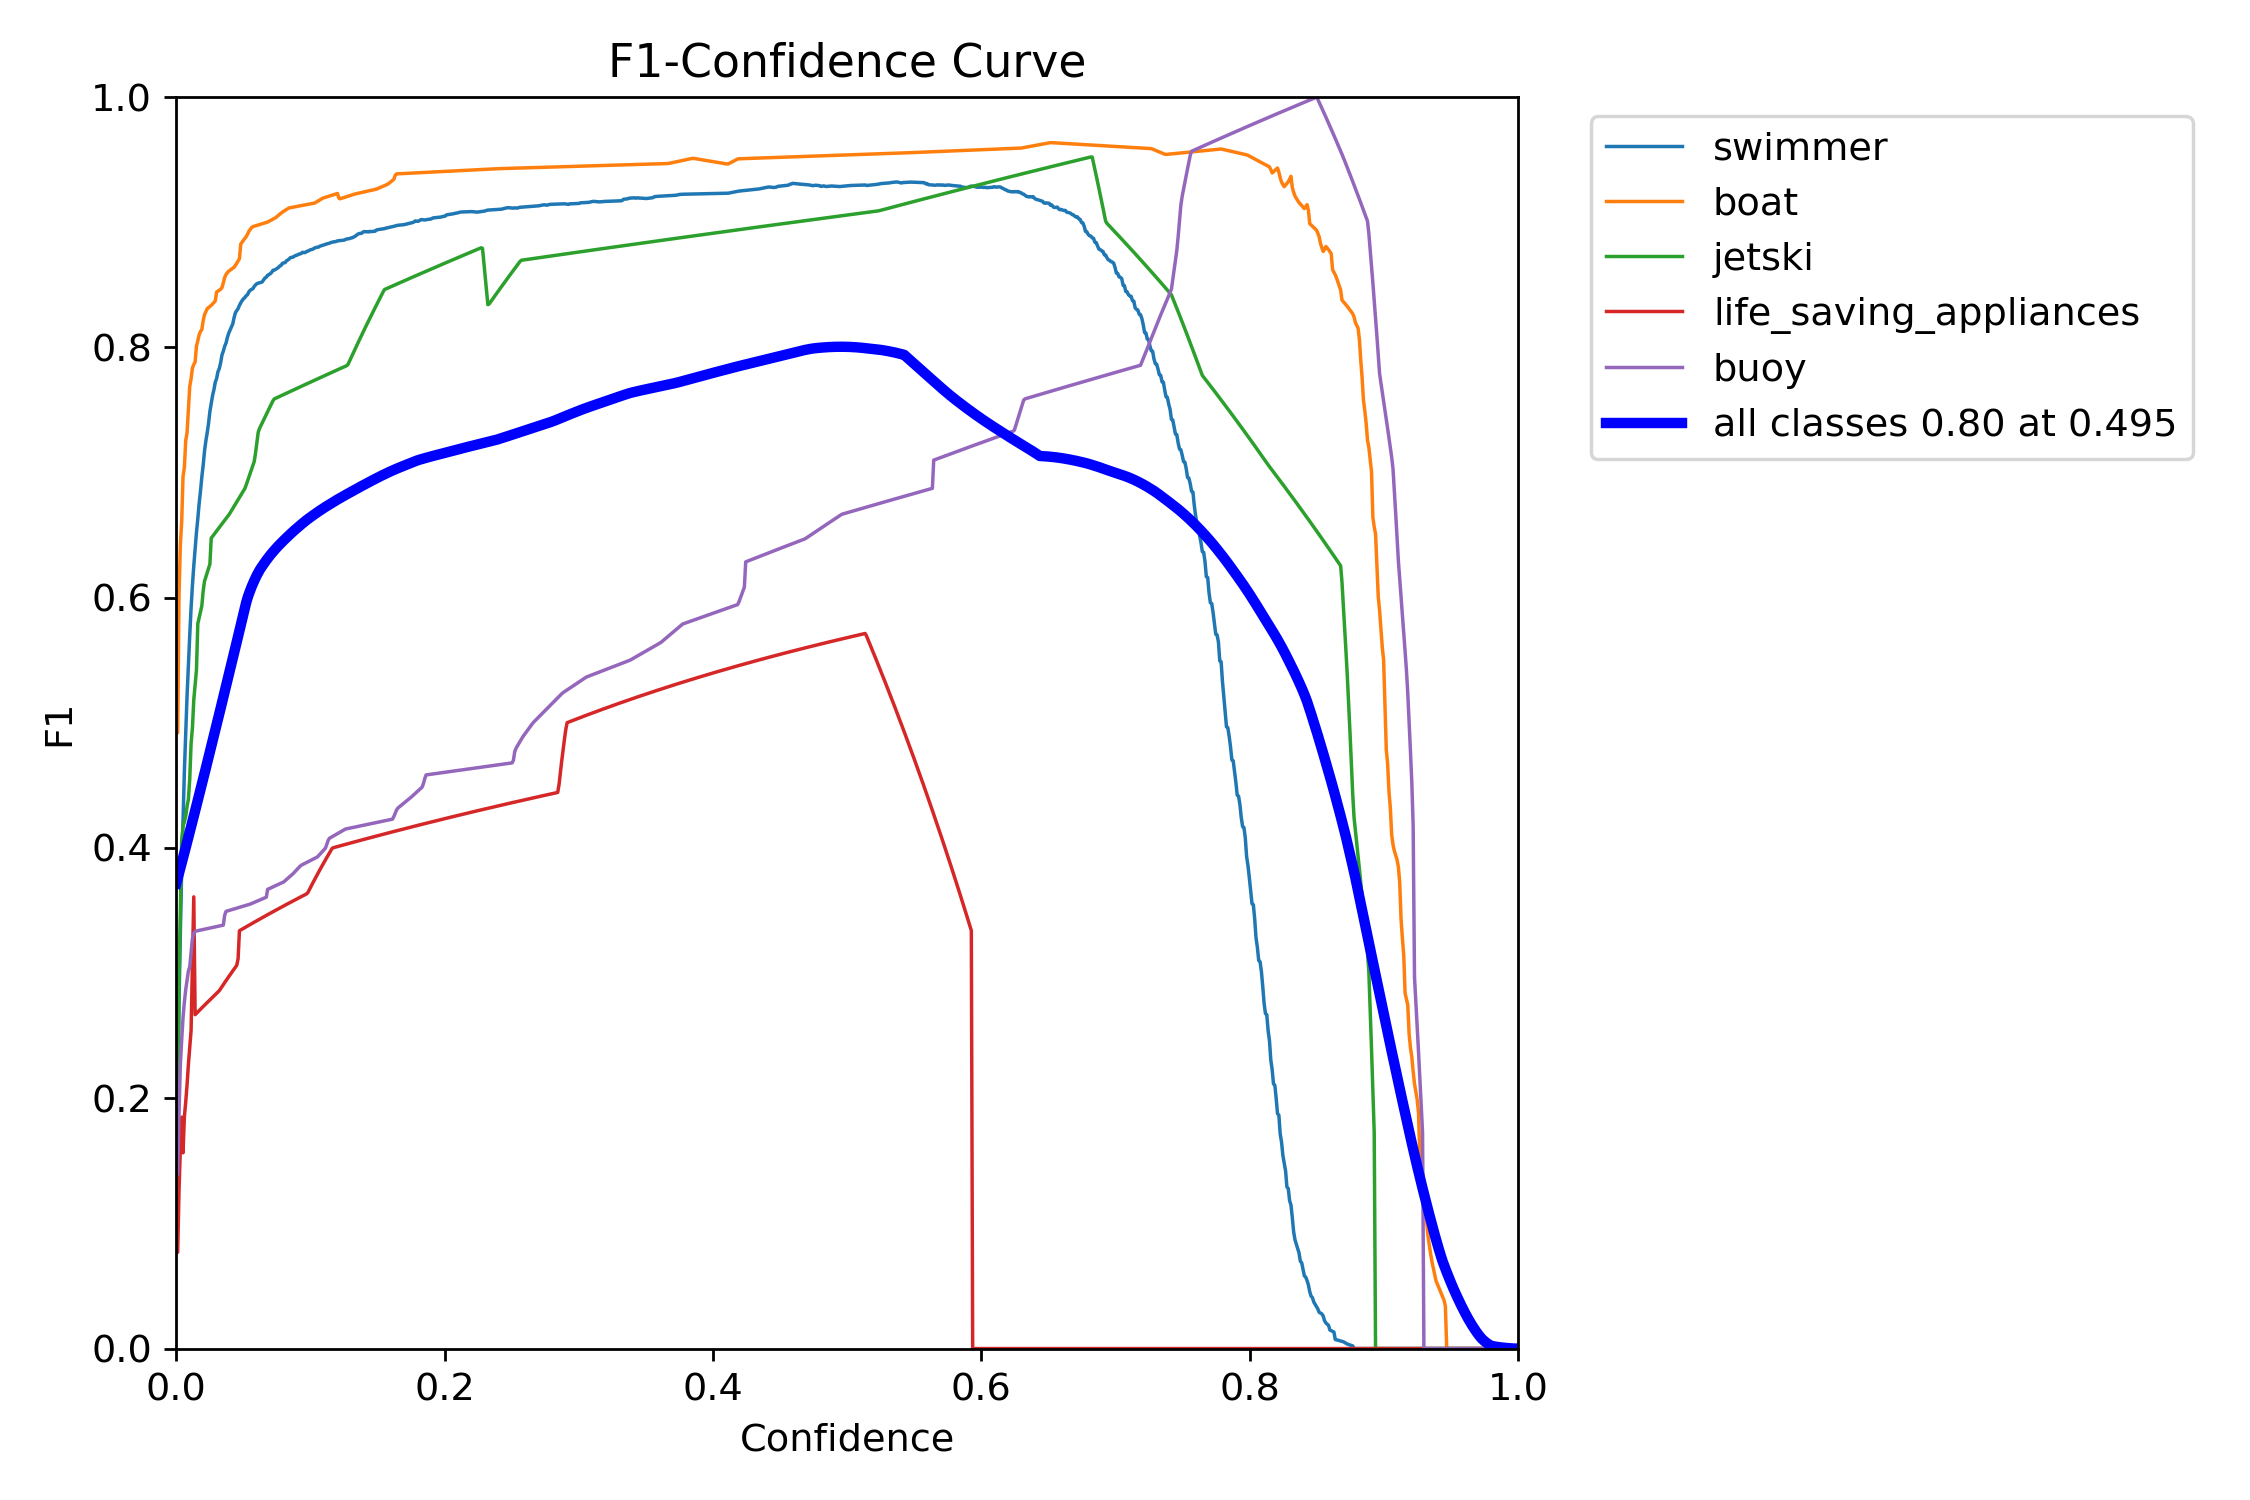 F1-Confidence Curve
1.0
0.8
0.6
0.4
0.2
0.0
F1
0.0 0.2 0.4 0.6 0.8 1.0
Confidence
swimmer
boat
jetski
life_saving_appliances
buoy
all classes 0.80 at 0.495